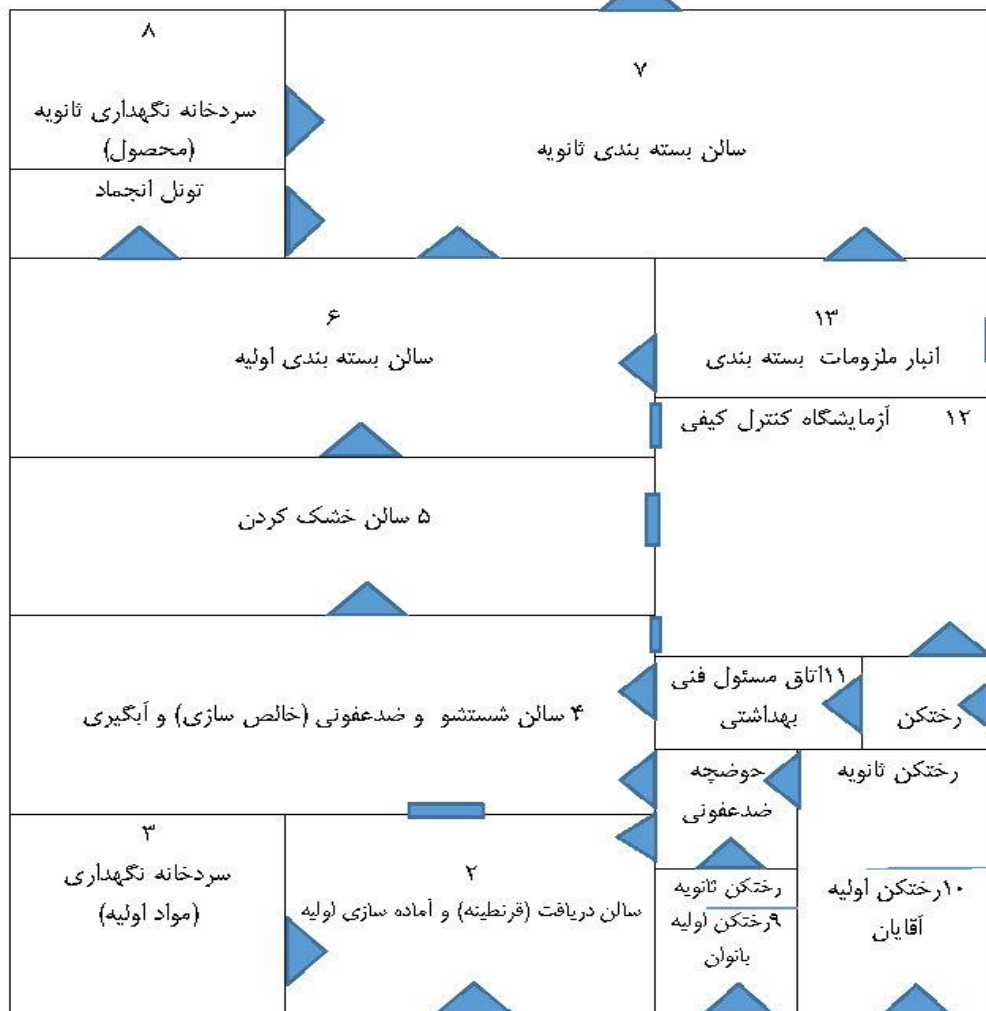 ۸
سردخانه نگهداری ثانویه
(محصول)
تونل انجماد
۷
سالن بسته بندی ثانویه
۶
سالن بسته بندی اولیه
۱۳
انبار ملزومات بسته بندی
۱۲ آزمایشگاه کنترل کیفی
۵ سالن خشک کردن
۴ سالن شستشو و ضدعفونی (خالص سازی) و آبگیری
۱۱اتاق مسئول فنی
بهداشتی
رختکن
حوضچه
ضدعفونی
رختکن ثانویه
۳
سردخانه نگهداری
(مواد اولیه)
۲
سالن دریافت (قرنطینه) و آماده سازی اولیه
رختکن ثانویه
۹رختکن اولیه
بانوان
۱۰رختکن اولیه
آقایان